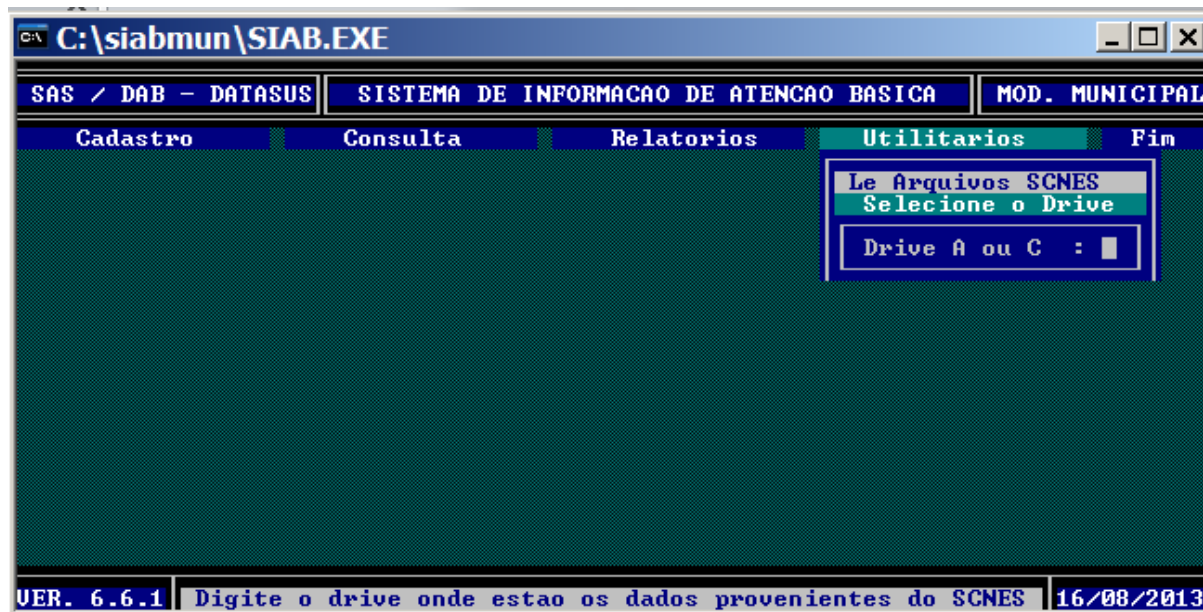 C:\siabmun\SIAB.EXE
SAS / DAB - DATASUS SISTEMA DE INFORMACAO DE ATENCAO BASICA MOD. MUNICIPAL
Cadastro Consulta Relatorios Utilitarios Fim
Le Arquivos SCNES
Selecione o Drive
Drive A ou C :
VER. 6.6.1 Digite o drive onde estao os dados provenientes do SCNES 16/08/2013